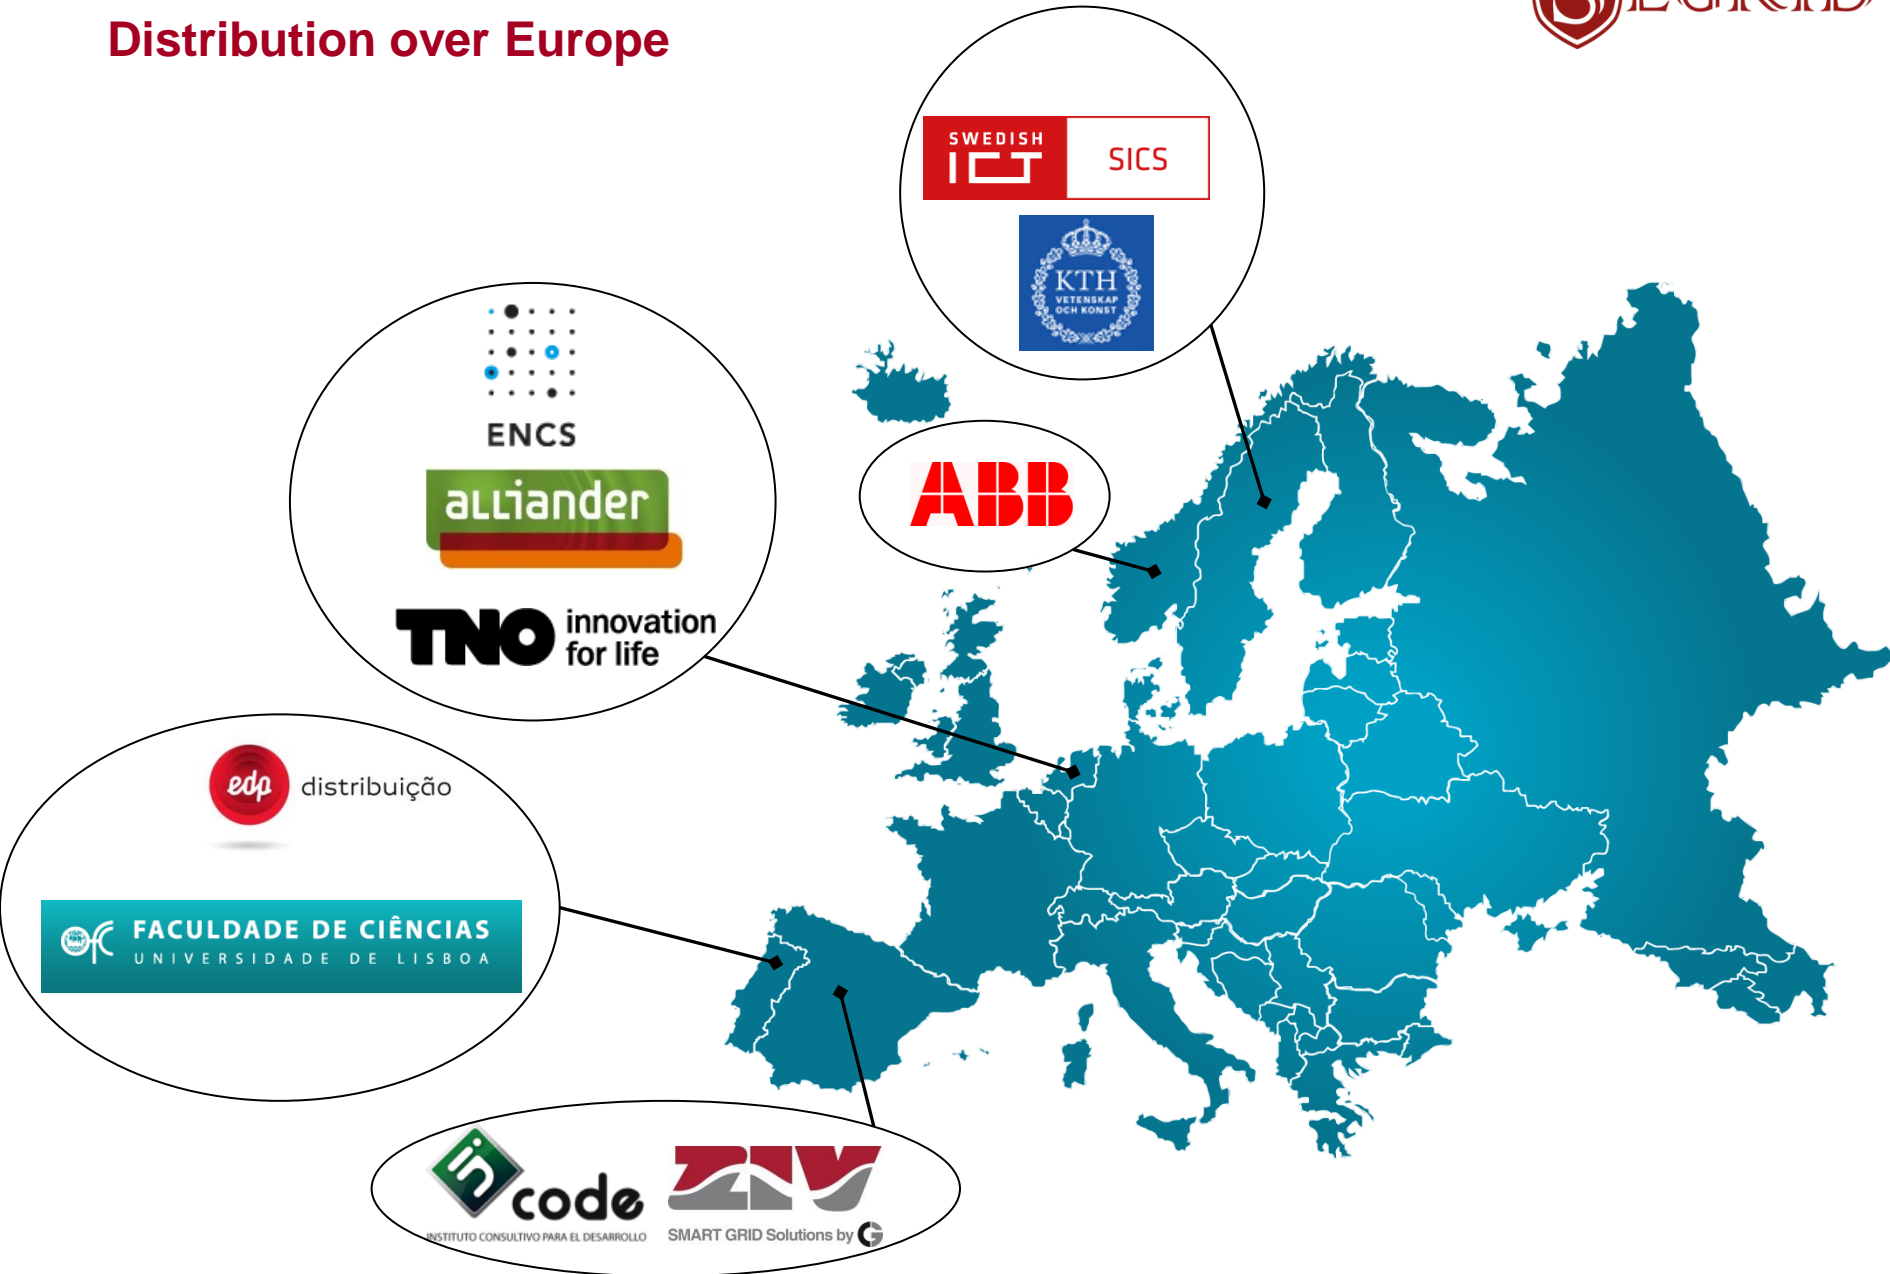 Distribution over Europe
SWEDISH
ICT
SICS
KTH
VETENSKAP
OCH KONST
ENCS
alliander
TNO innovation
for life
ABB
edp distribuição
FACULDADE DE CIÊNCIAS
UNIVERSIDADE DE LISBOA
in
code
INSTITUTO CONSULTIVO PARA EL DESARROLLO
ZIV
SMART GRID Solutions by G